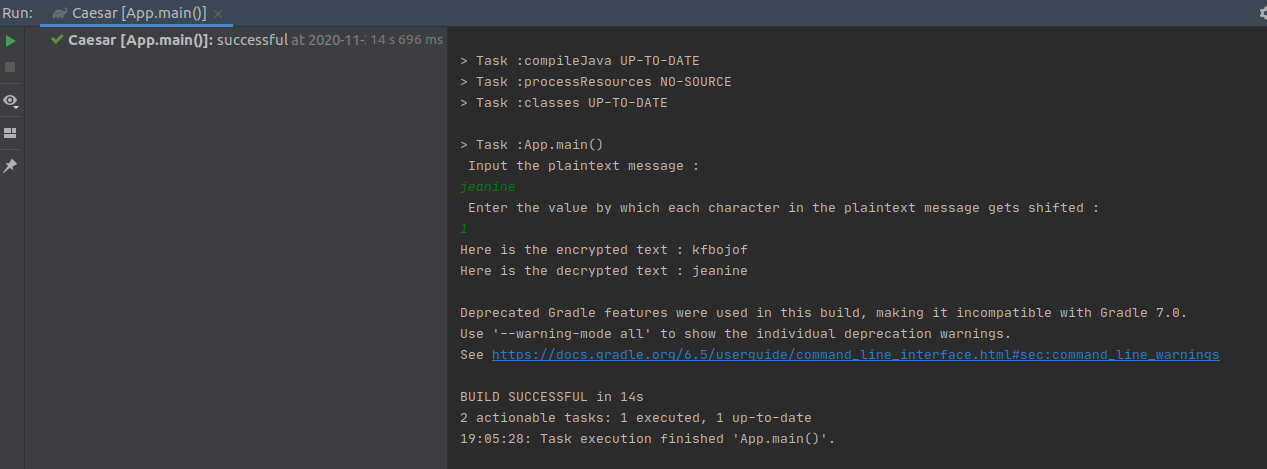 Run: Caesar [App.main()] ×
Caesar [App.main()]: successful at 2020-11-: 14 s 696 ms
> Task :compileJava UP-TO-DATE
> Task :processResources NO-SOURCE
> Task :classes UP-TO-DATE
> Task :App.main()
Input the plaintext message :
jeanine
Enter the value by which each character in the plaintext message gets shifted :
1
Here is the encrypted text : kfbojof
Here is the decrypted text : jeanine
Deprecated Gradle features were used in this build, making it incompatible with Gradle 7.0.
Use '--warning-mode all' to show the individual deprecation warnings.
See https://docs.gradle.org/6.5/userguide/command_line_interface.html#sec:command_line_warnings
BUILD SUCCESSFUL in 14s
2 actionable tasks: 1 executed, 1 up-to-date
19:05:28: Task execution finished 'App.main()'.